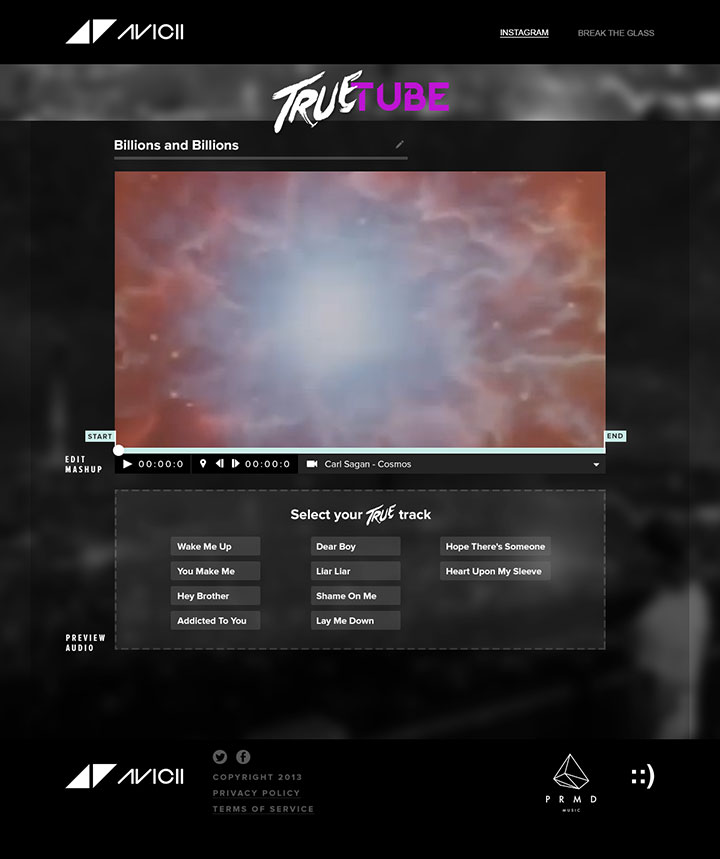 AVICII
INSTAGRAM
BREAK THE GLASS
TRUETUBE
Billions and Billions
START
END
EDIT
MASHUP
00:00:0
00:00:0
Carl Sagan - Cosmos
Select your TRUE track
Wake Me Up
Dear Boy
Hope There's Someone
You Make Me
Liar Liar
Heart Upon My Sleeve
Hey Brother
Shame On Me
Addicted To You
Lay Me Down
PREVIEW
AUDIO
AVICII
COPYRIGHT 2013
PRIVACY POLICY
TERMS OF SERVICE
PRMD
MUSIC
::)